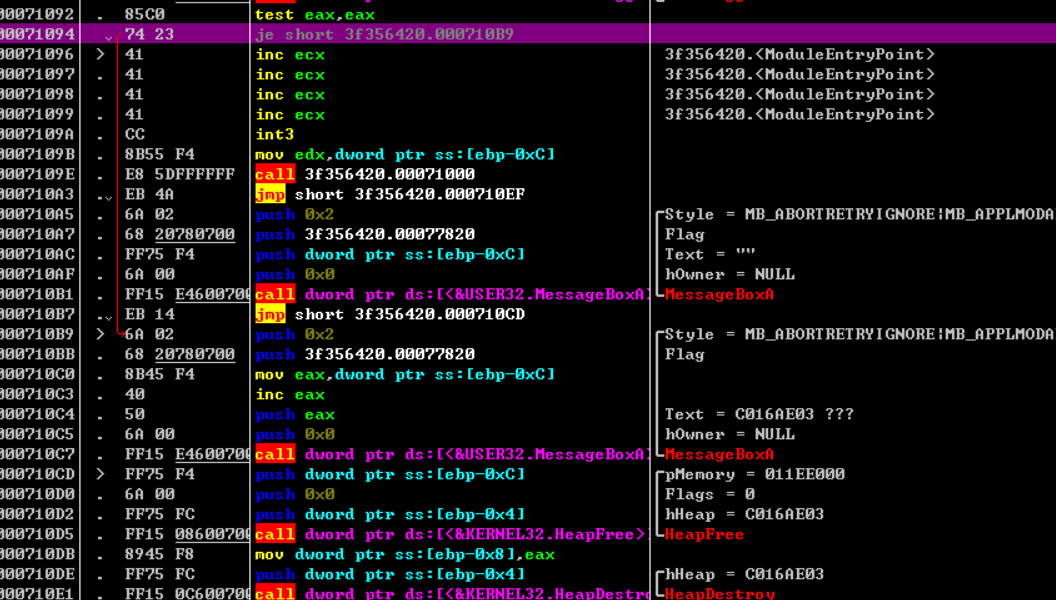 00071092 . 85C0 test eax,eax
00071094 .⌄ 74 23 je short 3f356420.000710B9
00071096 > 41 inc ecx 3f356420.<ModuleEntryPoint>
00071097 . 41 inc ecx 3f356420.<ModuleEntryPoint>
00071098 . 41 inc ecx 3f356420.<ModuleEntryPoint>
00071099 . 41 inc ecx 3f356420.<ModuleEntryPoint>
0007109A . CC int3
0007109B . 8B55 F4 mov edx,dword ptr ss:[ebp-0xC]
0007109E . E8 5DFFFFFF call 3f356420.00071000
000710A3 .⌄ EB 4A jmp short 3f356420.000710EF
000710A5 . 6A 02 push 0x2 Style = MB_ABORTRETRYIGNORE|MB_APPLMODA
000710A7 . 68 20780700 push 3f356420.00077820 Flag
000710AC . FF75 F4 push dword ptr ss:[ebp-0xC] Text = ""
000710AF . 6A 00 push 0x0 hOwner = NULL
000710B1 . FF15 E4600700 call dword ptr ds:[<&USER32.MessageBoxA> MessageBoxA
000710B7 .⌄ EB 14 jmp short 3f356420.000710CD
000710B9 > 6A 02 push 0x2 Style = MB_ABORTRETRYIGNORE|MB_APPLMODA
000710BB . 68 20780700 push 3f356420.00077820 Flag
000710C0 . 8B45 F4 mov eax,dword ptr ss:[ebp-0xC]
000710C3 . 40 inc eax
000710C4 . 50 push eax Text = C016AE03 ???
000710C5 . 6A 00 push 0x0 hOwner = NULL
000710C7 . FF15 E4600700 call dword ptr ds:[<&USER32.MessageBoxA> MessageBoxA
000710CD > FF75 F4 push dword ptr ss:[ebp-0xC] pMemory = 011EE000
000710D0 . 6A 00 push 0x0 Flags = 0
000710D2 . FF75 FC push dword ptr ss:[ebp-0x4] hHeap = C016AE03
000710D5 . FF15 08600700 call dword ptr ds:[<&KERNEL32.HeapFree>] HeapFree
000710DB . 8945 F8 mov dword ptr ss:[ebp-0x8],eax
000710DE . FF75 FC push dword ptr ss:[ebp-0x4] hHeap = C016AE03
000710E1 . FF15 0C600700 call dword ptr ds:[<&KERNEL32.HeapDestro HeapDestroy